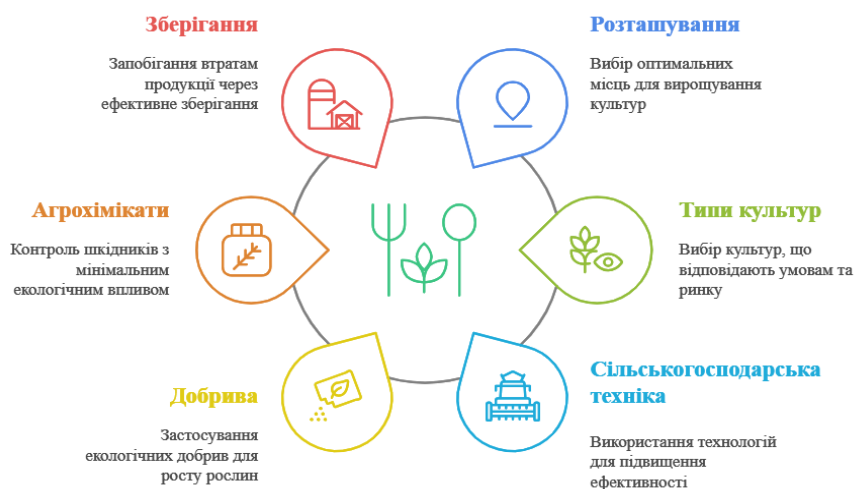 Зберігання
Запобігання втратам
продукції через
ефективне зберігання
Розташування
Вибір оптимальних
місць для вирощування
культур
Агрохімікати
Контроль шкідників з
мінімальним
екологічним впливом
Типи культур
Вибір культур, що
відповідають умовам та
ринку
Добрива
Застосування
екологічних добрив для
росту рослин
Сільськогосподарська
техніка
Використання технологій
для підвищення
ефективності